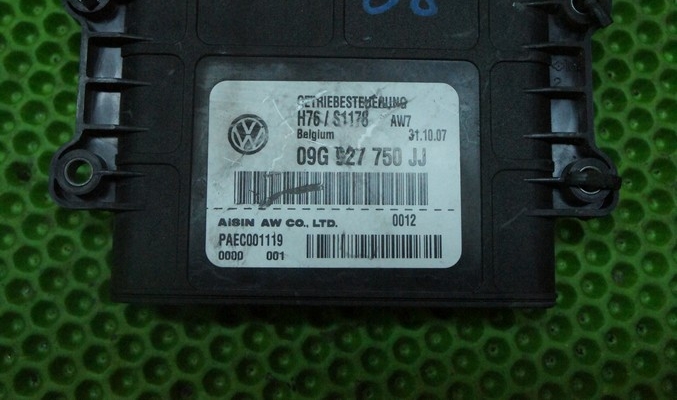 08
GETRIEBESTEUERUNG
H76 / S1178 AW7
Belgium 31.10.07
09G 927 750 JJ
AISIN AW CO., LTD. 0012
PAEC001119
0000 001